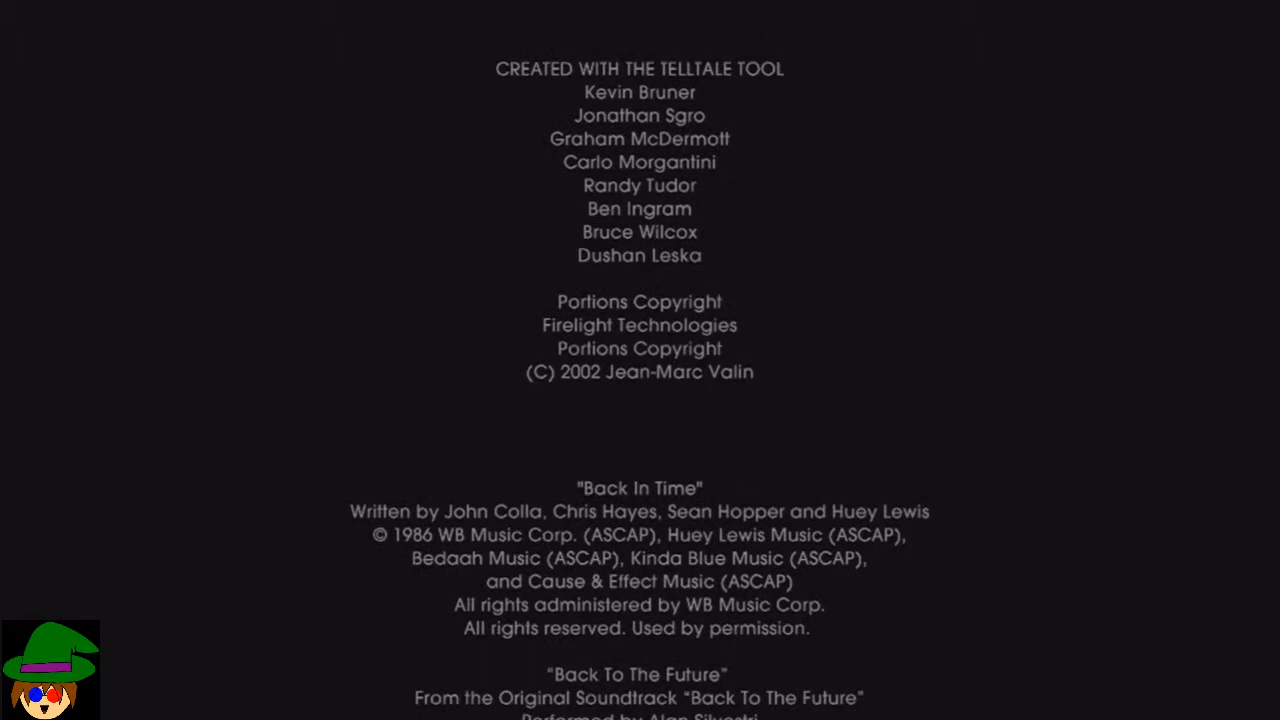 CREATED WITH THE TELLTALE TOOL
Kevin Bruner
Jonathan Sgro
Graham McDermott
Carlo Morgantini
Randy Tudor
Ben Ingram
Bruce Wilcox
Dushan Leska
Portions Copyright
Firelight Technologies
Portions Copyright
(C) 2002 Jean-Marc Valin
"Back In Time"
Written by John Colla, Chris Hayes, Sean Hopper and Huey Lewis
© 1986 WB Music Corp. (ASCAP), Huey Lewis Music (ASCAP),
Bedaah Music (ASCAP), Kinda Blue Music (ASCAP),
and Cause & Effect Music (ASCAP)
All rights administered by WB Music Corp.
All rights reserved. Used by permission.
“Back To The Future”
From the Original Soundtrack “Back To The Future”
Performed by Alan Silvestri